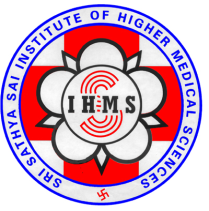 SRI SATHYA SAI INSTITUTE OF HIGHER MEDICAL SCIENCES
IHMS